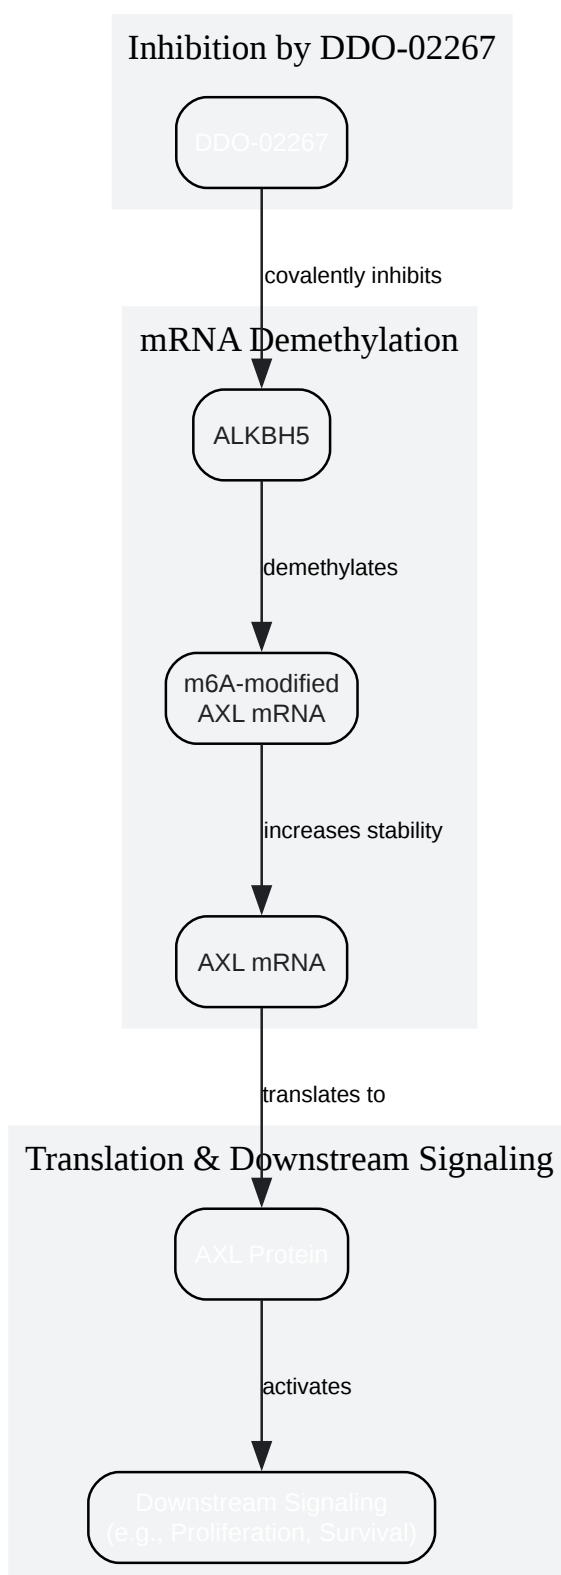 Inhibition by DDO-02267
DDO-02267
covalently inhibits
mRNA Demethylation
ALKBH5
demethylates
m6A-modified
AXL mRNA
increases stability
AXL mRNA
translates to
Translation & Downstream Signaling
AXL Protein
activates
Downstream Signaling
(e.g., Proliferation, Survival)